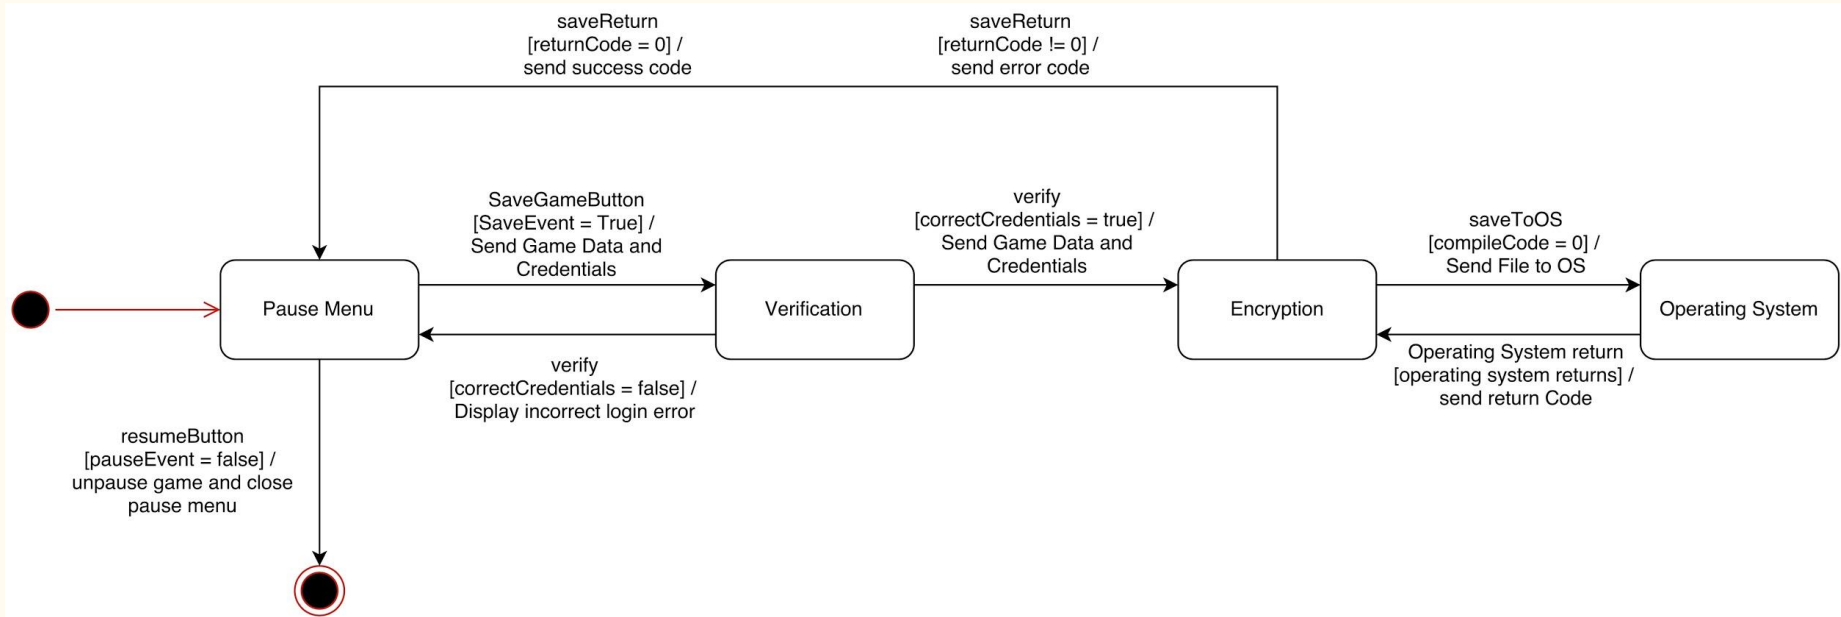 saveReturn
[returnCode = 0] /
send success code
saveReturn
[returnCode != 0] /
send error code
SaveGameButton
[SaveEvent = True] /
Send Game Data and
Credentials
verify
[correctCredentials = true] /
Send Game Data and
Credentials
saveToOS
[compileCode = 0] /
Send File to OS
Pause Menu
Verification
Encryption
Operating System
verify
[correctCredentials = false] /
Display incorrect login error
Operating System return
[operating system returns] /
send return Code
resumeButton
[pauseEvent = false] /
unpause game and close
pause menu